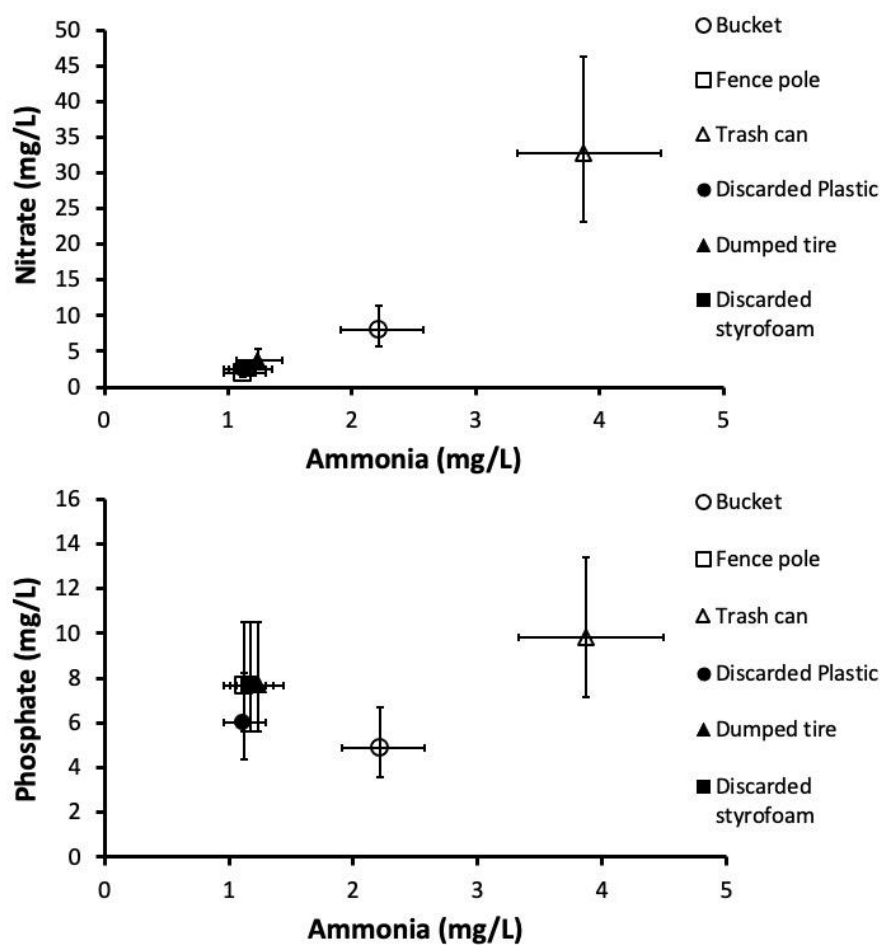 50
45
40
35
30
25
20
15
10
5
0
Nitrate (mg/L)
0 1 2 3 4 5
Ammonia (mg/L)
Bucket
Fence pole
Trash can
Discarded Plastic
Dumped tire
Discarded
styrofoam
16
14
12
10
8
6
4
2
0
Phosphate (mg/L)
0 1 2 3 4 5
Ammonia (mg/L)
Bucket
Fence pole
Trash can
Discarded Plastic
Dumped tire
Discarded
styrofoam